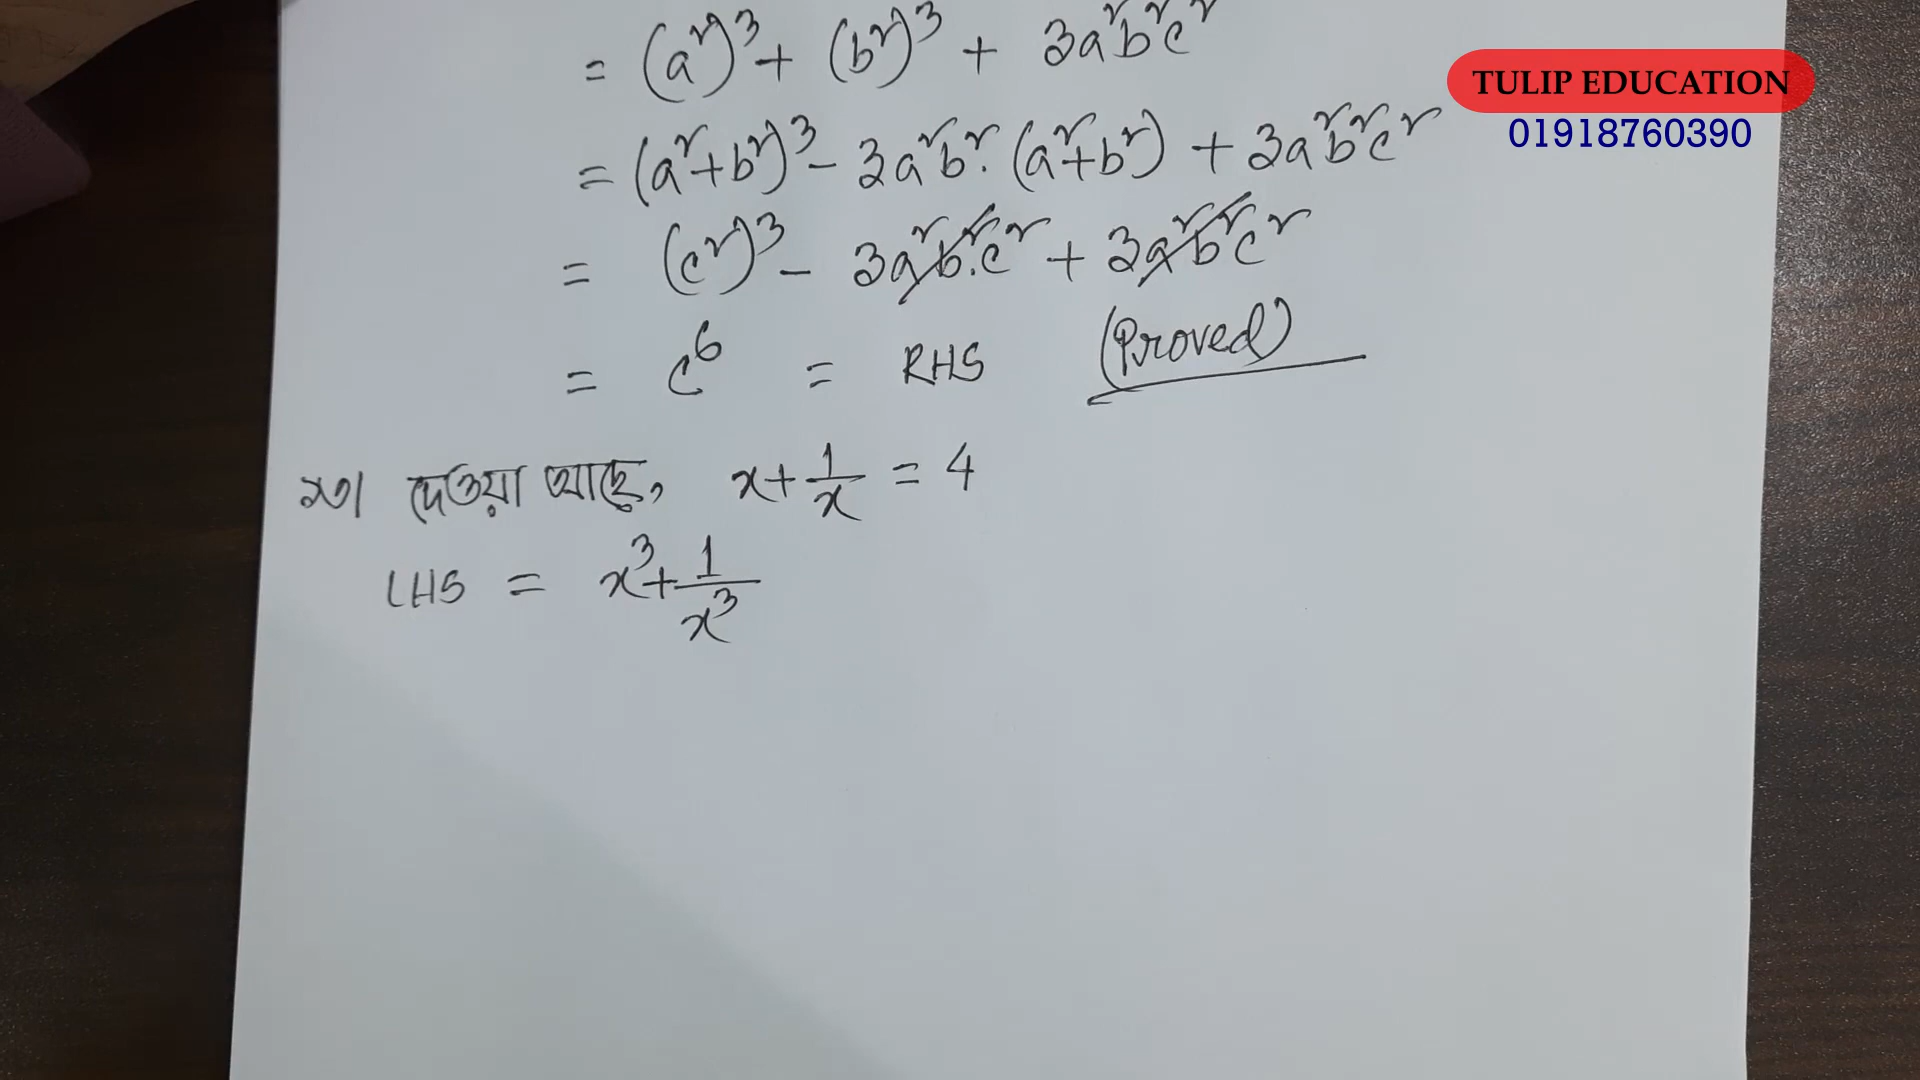 = (a²)³ + (b²)³ + 3a²b²c²
TULIP EDUCATION
01918760390
= (a²+b²)³ - 3a²b². (a²+b²) + 3a²b²c²
= (c²)³ - 3a²b².c² + 3a²b²c²
= c⁶ = RHS (Proved)
দেওয়া আছে, x + 1/x = 4
LHS = x³ + 1/x³